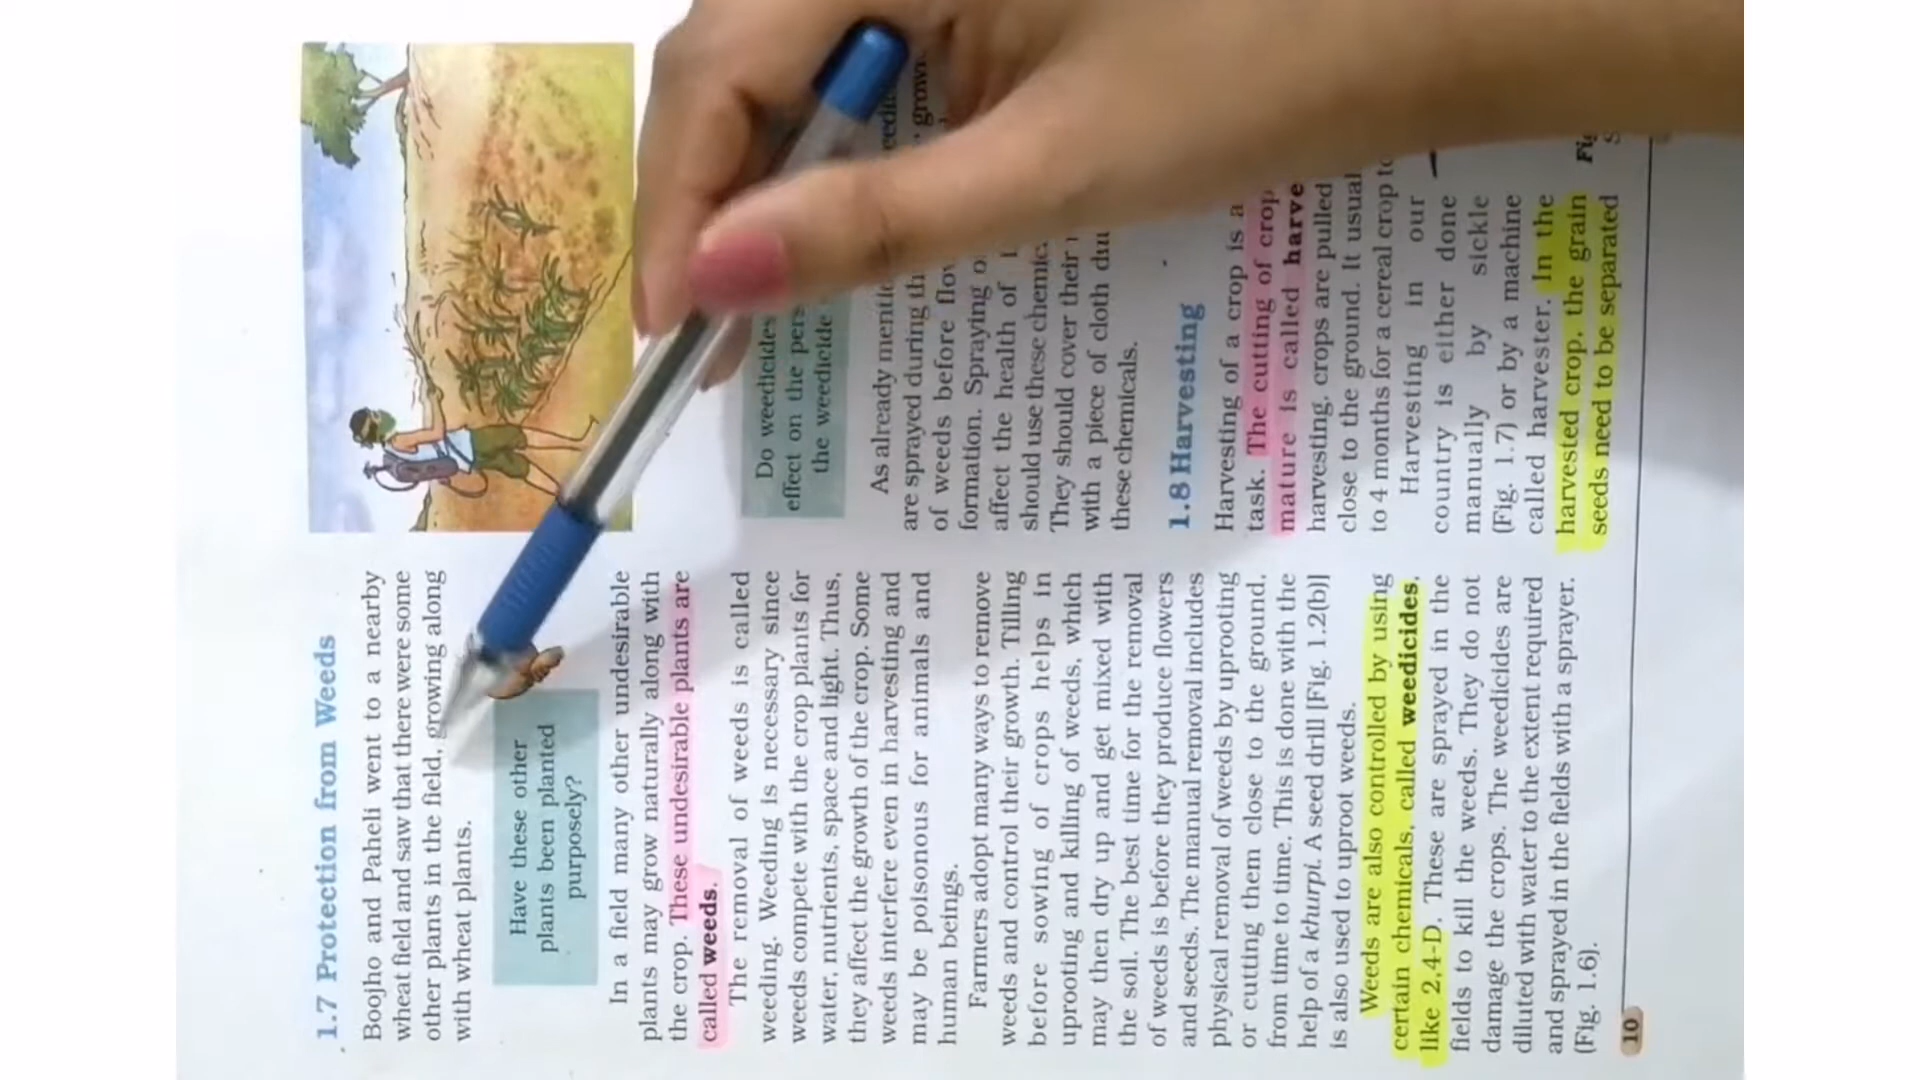 1.7 Protection from Weeds
Boojho and Paheli went to a nearby
wheat field and saw that there were some
other plants in the field, growing along
with wheat plants.
Have these other
plants been planted
purposely?
In a field many other undesirable
plants may grow naturally along with
the crop. These undesirable plants are
called weeds.
The removal of weeds is called
weeding. Weeding is necessary since
weeds compete with the crop plants for
water, nutrients, space and light. Thus,
they affect the growth of the crop. Some
weeds interfere even in harvesting and
may be poisonous for animals and
human beings.
Farmers adopt many ways to remove
weeds and control their growth. Tilling
before sowing of crops helps in
uprooting and killing of weeds, which
may then dry up and get mixed with
the soil. The best time for the removal
of weeds is before they produce flowers
and seeds. The manual removal includes
physical removal of weeds by uprooting
or cutting them close to the ground,
from time to time. This is done with the
help of a khurpi. A seed drill [Fig. 1.2(b)]
is also used to uproot weeds.
Weeds are also controlled by using
certain chemicals, called weedicides,
like 2,4-D. These are sprayed in the
fields to kill the weeds. They do not
damage the crops. The weedicides are
diluted with water to the extent required
and sprayed in the fields with a sprayer.
(Fig. 1.6).
10
Do weedicides
effect on the
the weedicide
As already
are sprayed during
of weeds before
formation. Spraying
affect the health of
should use these
They should cover their
with a piece of cloth
these chemicals.
1.8 Harvesting
Harvesting of a crop is a
task. The cutting of crop
mature is called
harvesting, crops are pulled
close to the ground. It
to 4 months for a cereal crop
Harvesting in our
country is either done
manually by sickle
(Fig. 1.7) or by a machine
called harvester. In the
harvested crop, the grain
seeds need to be separated